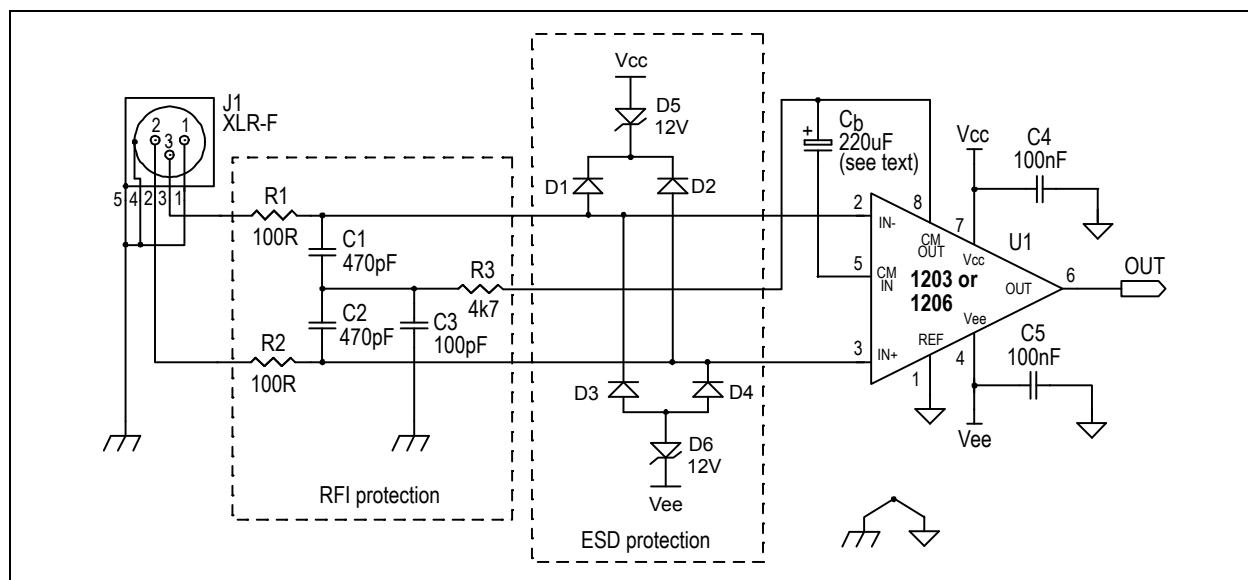 J1
XLR-F
2
3
1
5
4
2
3
1
R1
100R
C1
470pF
R3
4k7
C2
470pF
C3
100pF
R2
100R
RFI protection
Vcc
D5
12V
D1
D2
D3
D4
D6
12V
Vee
ESD protection
+
Cb
220uF
(see text)
Vcc
C4
100nF
2
IN-
8
CM
OUT
7
Vcc
U1
5
CM
IN
1203 or
1206
OUT
6
OUT
Vee
3
IN+
REF
1
4
C5
100nF
Vee